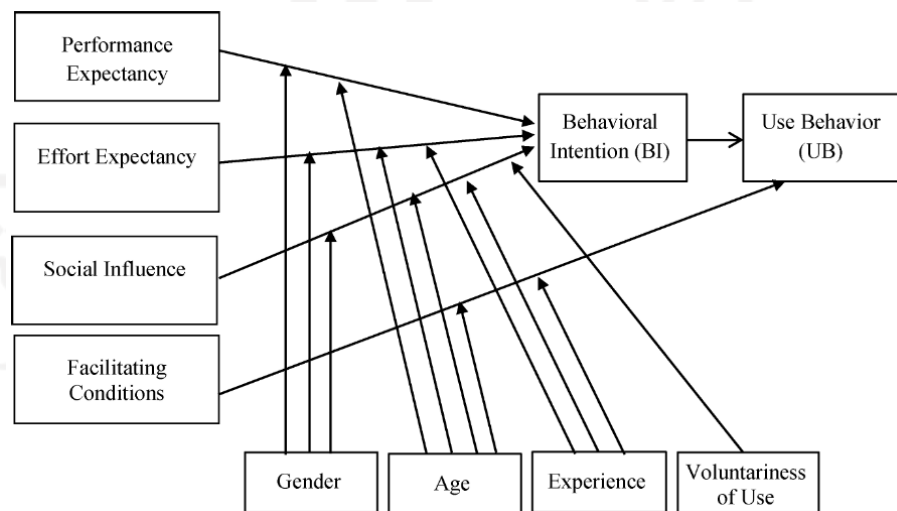 Performance
Expectancy
Effort Expectancy
Social Influence
Facilitating
Conditions
Behavioral
Intention (BI)
Use Behavior
(UB)
Gender
Age
Experience
Voluntariness
of Use